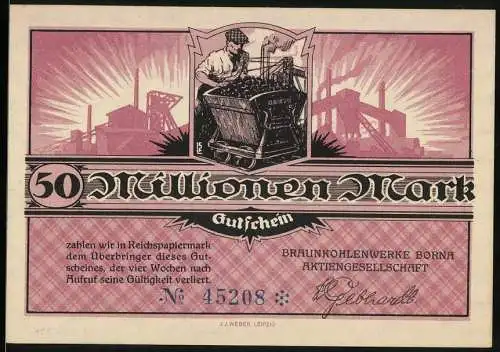 50 Millionen Mark
Gutschein
zahlen wir in Reichspapiermark
dem Überbringer dieses Gut-
scheines, der vier Wochen nach
Aufruf seine Gültigkeit verliert.
BRAUNKOHLENWERKE BORNA
AKTIENGESELLSCHAFT
No 45208 *
Gebhardt.
J.J. WEBER, LEIPZIG